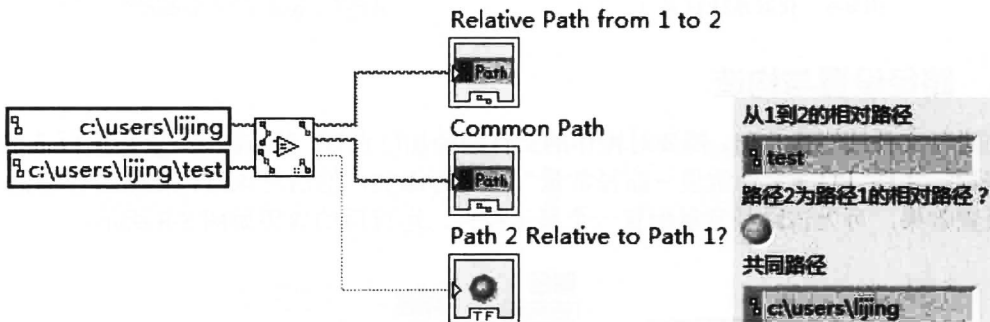 Relative Path from 1 to 2
Path
c:\users\lijing
c:\users\lijing\test
Common Path
Path
Path 2 Relative to Path 1?
TF
从1到2的相对路径
test
路径2为路径1的相对路径？
共同路径
c:\users\lijing